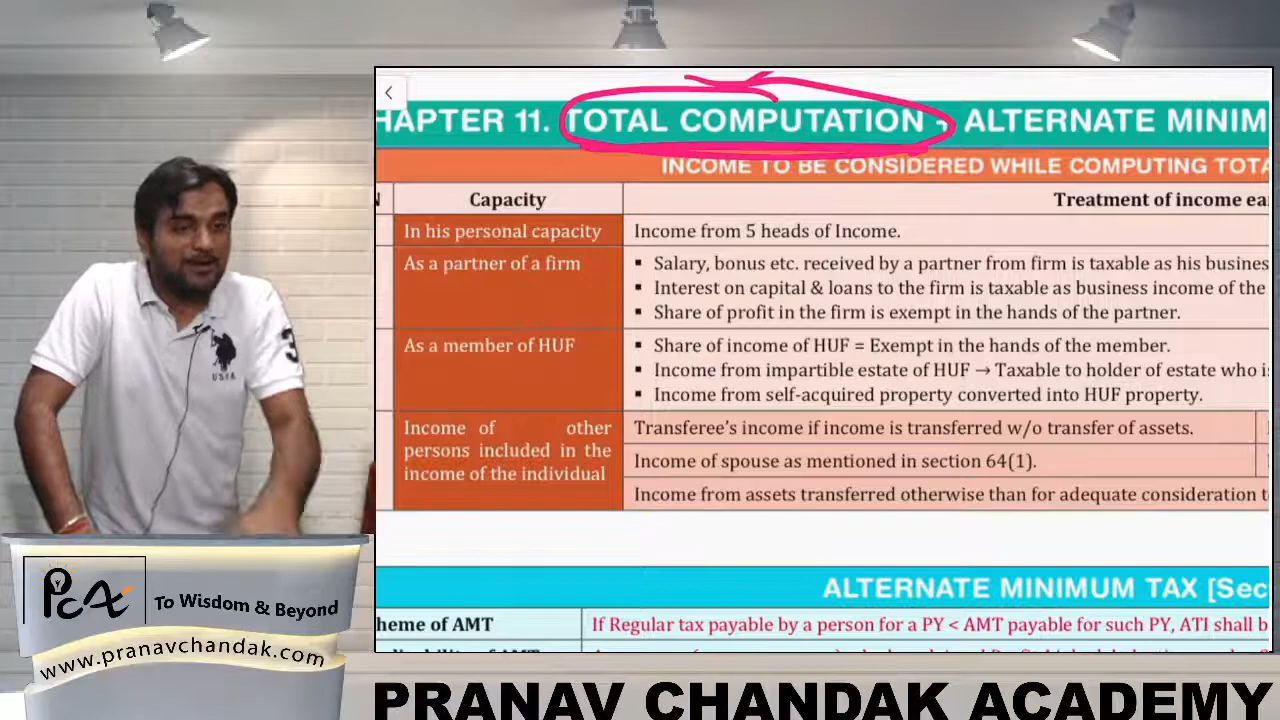 HAPTER 11. TOTAL COMPUTATION - ALTERNATE MINIM
INCOME TO BE CONSIDERED WHILE COMPUTING TOTA
N Capacity Treatment of income ea
In his personal capacity Income from 5 heads of Income.
As a partner of a firm
▪ Salary, bonus etc. received by a partner from firm is taxable as his busines
▪ Interest on capital & loans to the firm is taxable as business income of the
▪ Share of profit in the firm is exempt in the hands of the partner.
As a member of HUF
▪ Share of income of HUF = Exempt in the hands of the member.
▪ Income from impartible estate of HUF → Taxable to holder of estate who is
▪ Income from self-acquired property converted into HUF property.
Income of other
persons included in the
income of the individual
Transferee's income if income is transferred w/o transfer of assets.
Income of spouse as mentioned in section 64(1).
Income from assets transferred otherwise than for adequate consideration t
ALTERNATE MINIMUM TAX [Sec
heme of AMT If Regular tax payable by a person for a PY < AMT payable for such PY, ATI shall b
3
USPA
PCA To Wisdom & Beyond
www.pranavchandak.com
PRANAV CHANDAK ACADEMY